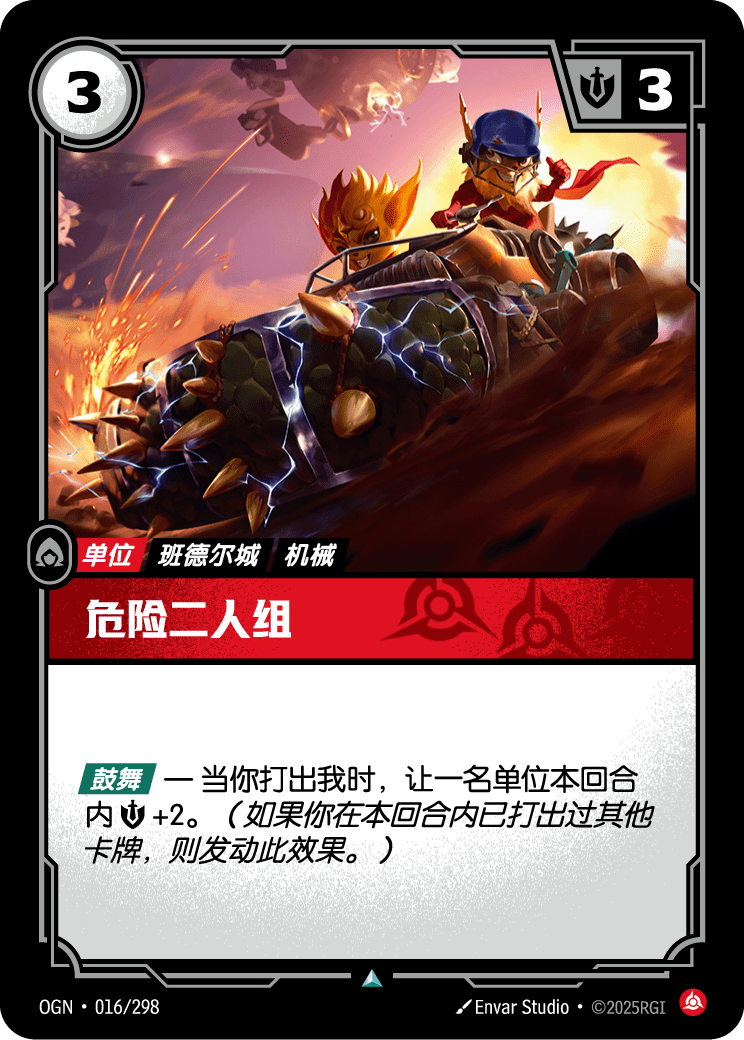 3
3
单位 班德尔城 机械
危险二人组
鼓舞 — 当你打出我时，让一名单位本回合
内 +2。（如果你在本回合内已打出过其他
卡牌，则发动此效果。）
OGN • 016/298
Envar Studio • ©2025RGI